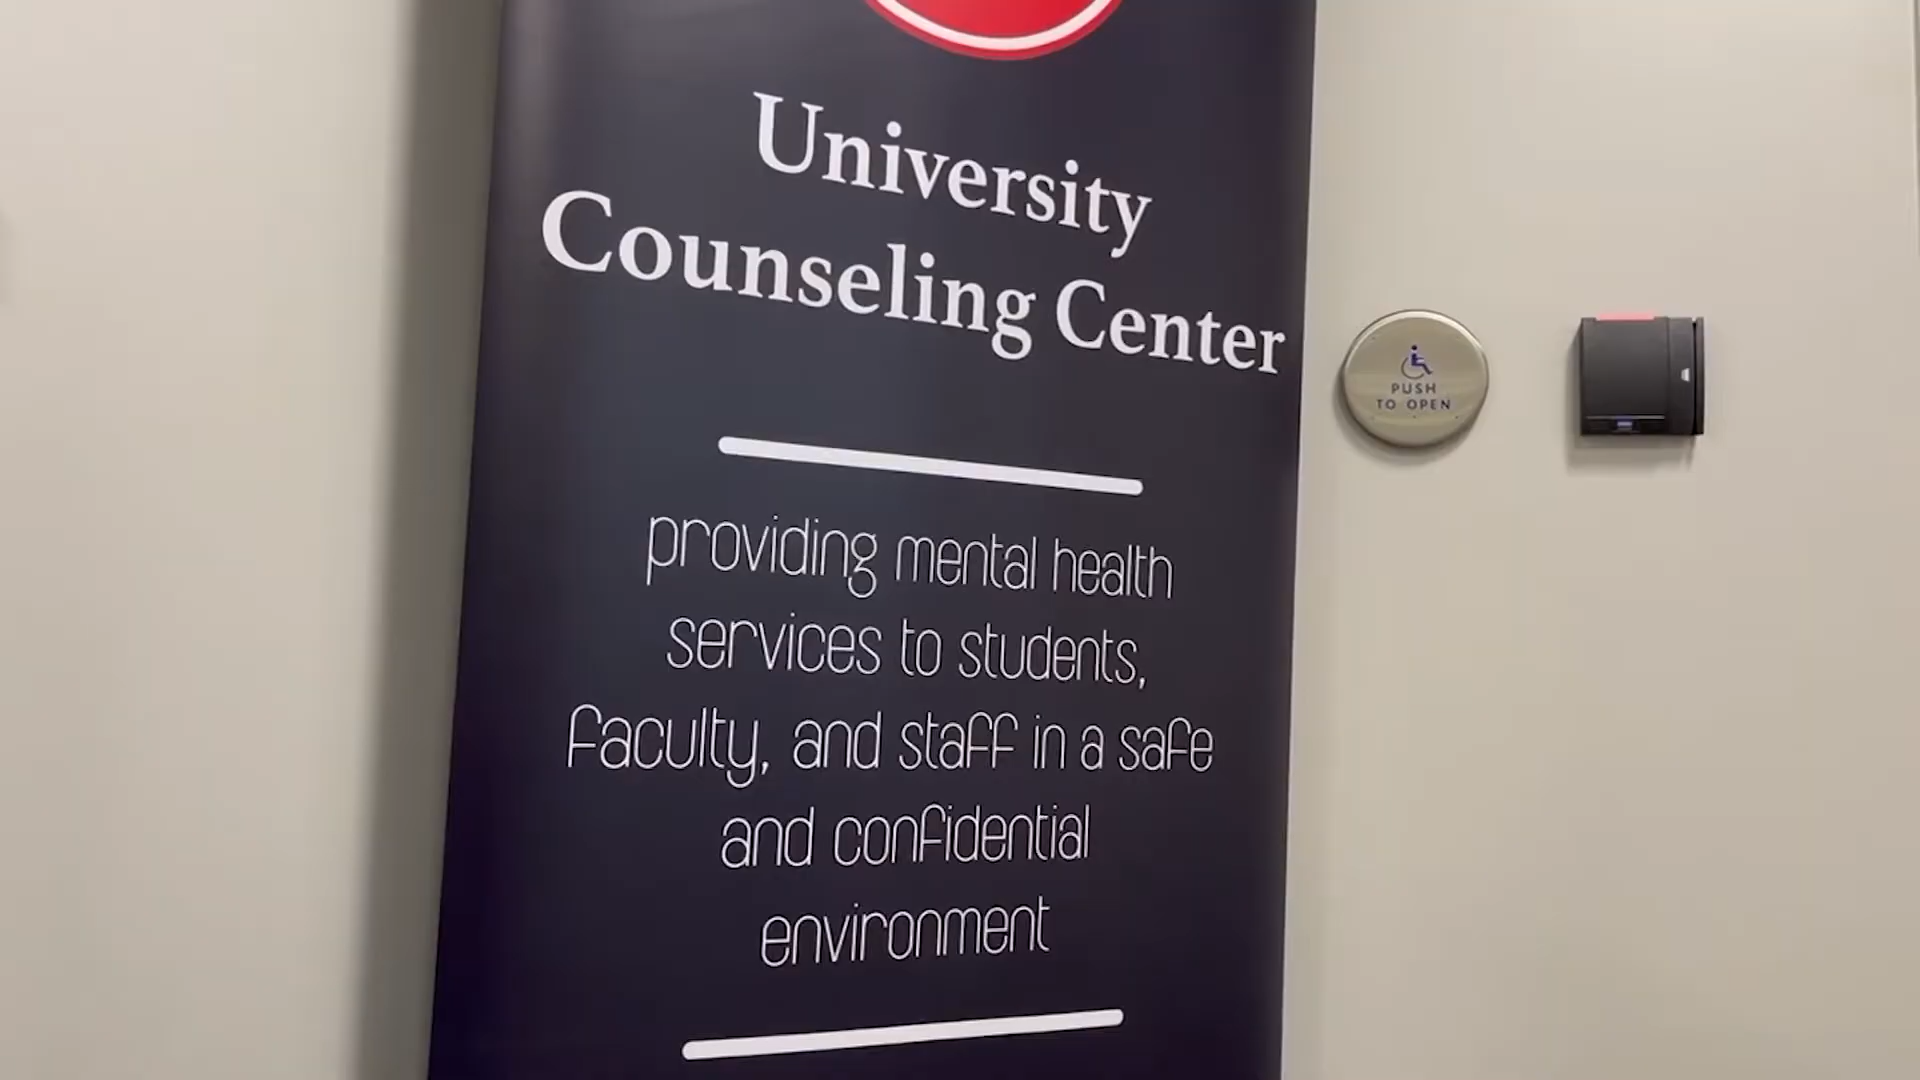 University
Counseling Center
providing mental health
services to students,
faculty, and staff in a safe
and confidential
environment
PUSH
TO OPEN